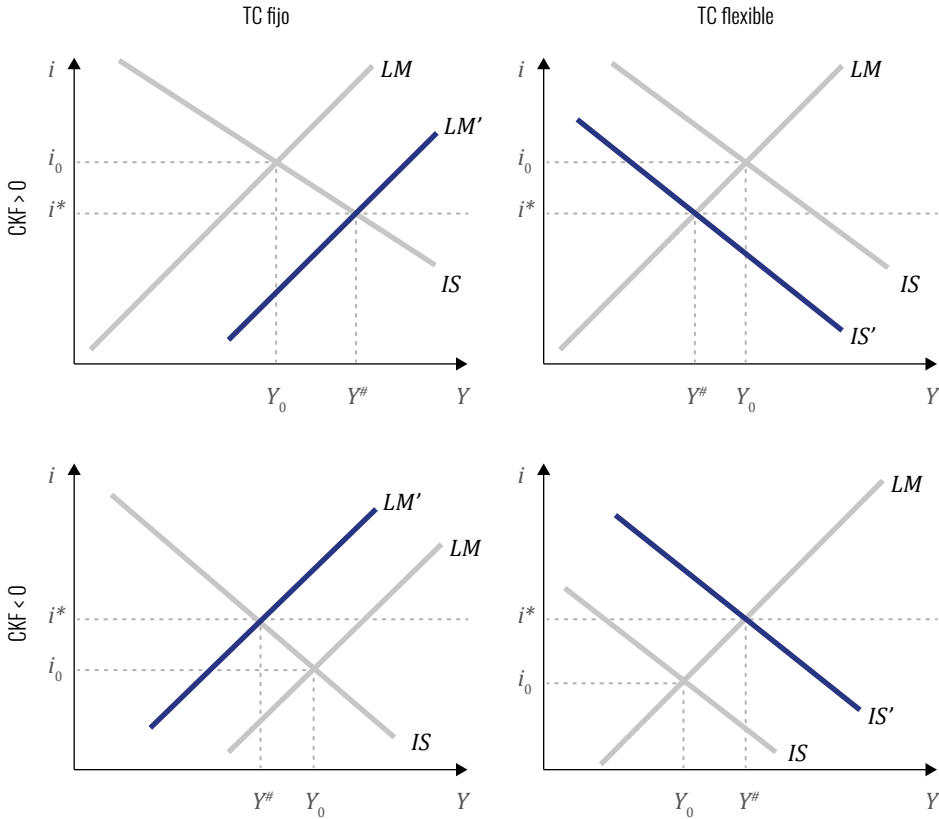 TC fijo
TC flexible
CKF > 0
i
LM
LM'
i₀
i*
IS
Y₀
Y#
Y
i
LM
i₀
i*
IS
IS'
Y#
Y₀
Y
CKF < 0
i
LM'
LM
i*
i₀
IS
Y#
Y₀
Y
i
LM
i*
i₀
IS'
IS
Y₀
Y#
Y